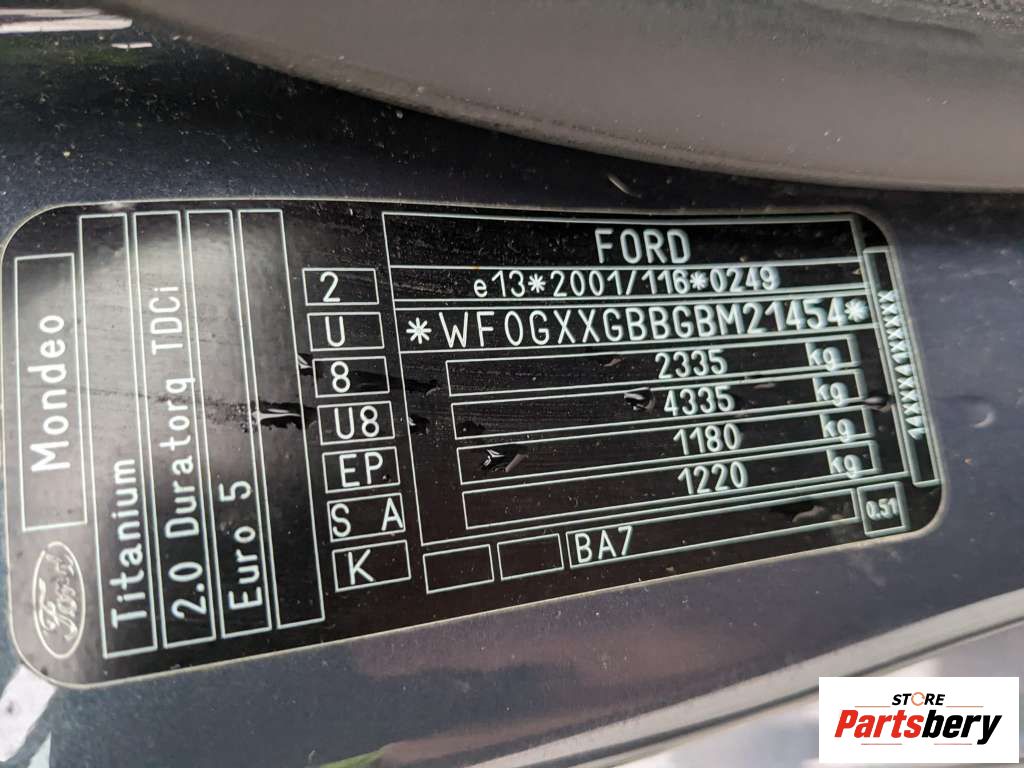 FORD
e13*2001/116*0249
*WF0GXXGBBGBM21454*
2335 kg
4335 kg
1180 kg
1220 kg
BA7
0.51
2
U
8
U8
EP
S A
K
Mondeo
Titanium
2.0 Duratorq TDCi
Euro 5
Ford
STORE
Partsbery